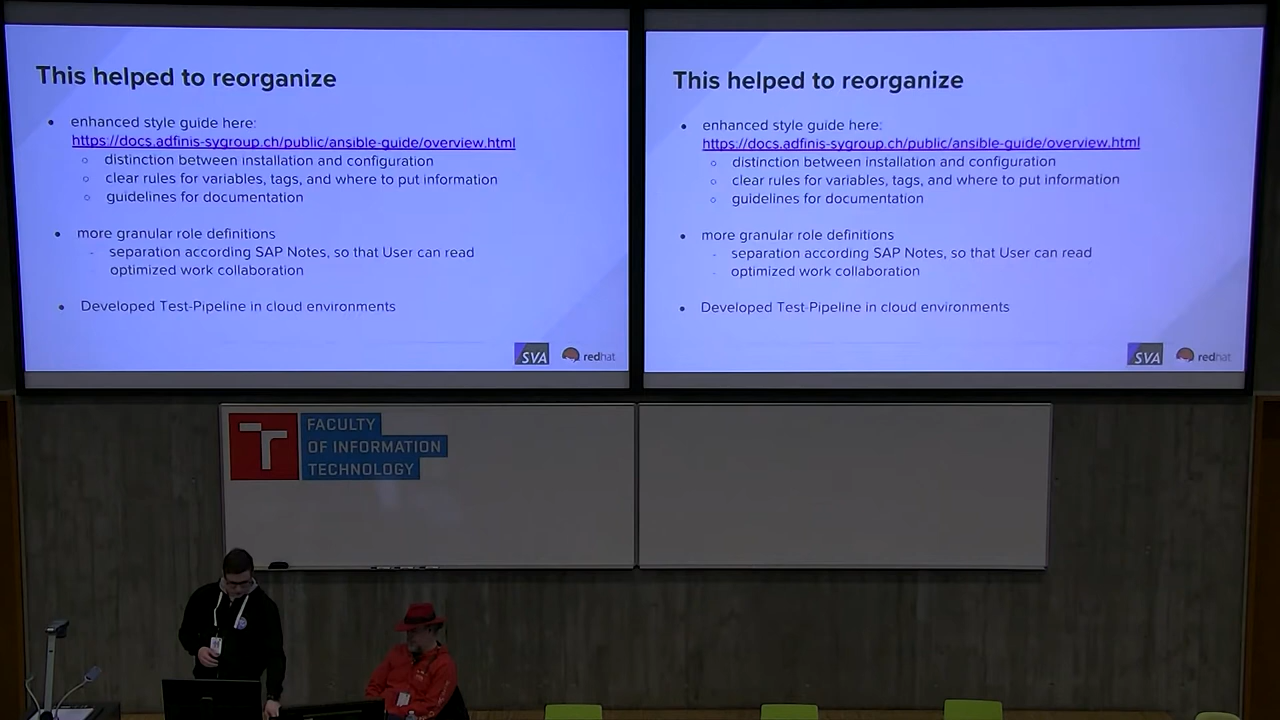 This helped to reorganize
enhanced style guide here:
https://docs.adfinis-sygroup.ch/public/ansible-guide/overview.html
distinction between installation and configuration
clear rules for variables, tags, and where to put information
guidelines for documentation
more granular role definitions
separation according SAP Notes, so that User can read
optimized work collaboration
Developed Test-Pipeline in cloud environments
SVA redhat
This helped to reorganize
enhanced style guide here:
https://docs.adfinis-sygroup.ch/public/ansible-guide/overview.html
distinction between installation and configuration
clear rules for variables, tags, and where to put information
guidelines for documentation
more granular role definitions
separation according SAP Notes, so that User can read
optimized work collaboration
Developed Test-Pipeline in cloud environments
SVA redhat
T
FACULTY
OF INFORMATION
TECHNOLOGY